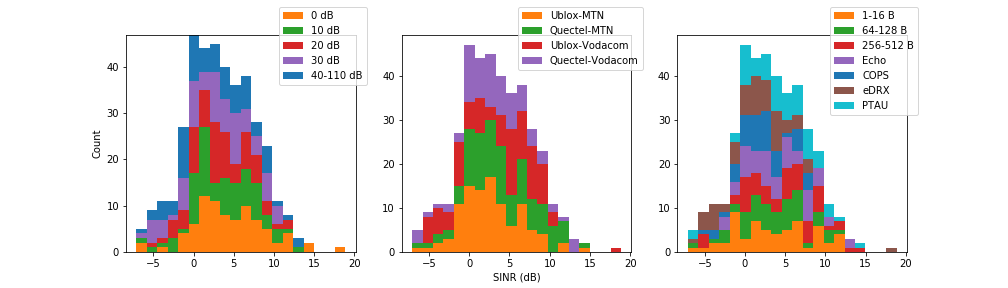 0 dB
10 dB
20 dB
30 dB
40-110 dB
Count
0
10
20
30
40
−5
0
5
10
15
20
Ublox-MTN
Quectel-MTN
Ublox-Vodacom
Quectel-Vodacom
0
10
20
30
40
−5
0
5
10
15
20
SINR (dB)
1-16 B
64-128 B
256-512 B
Echo
COPS
eDRX
PTAU
0
10
20
30
40
−5
0
5
10
15
20